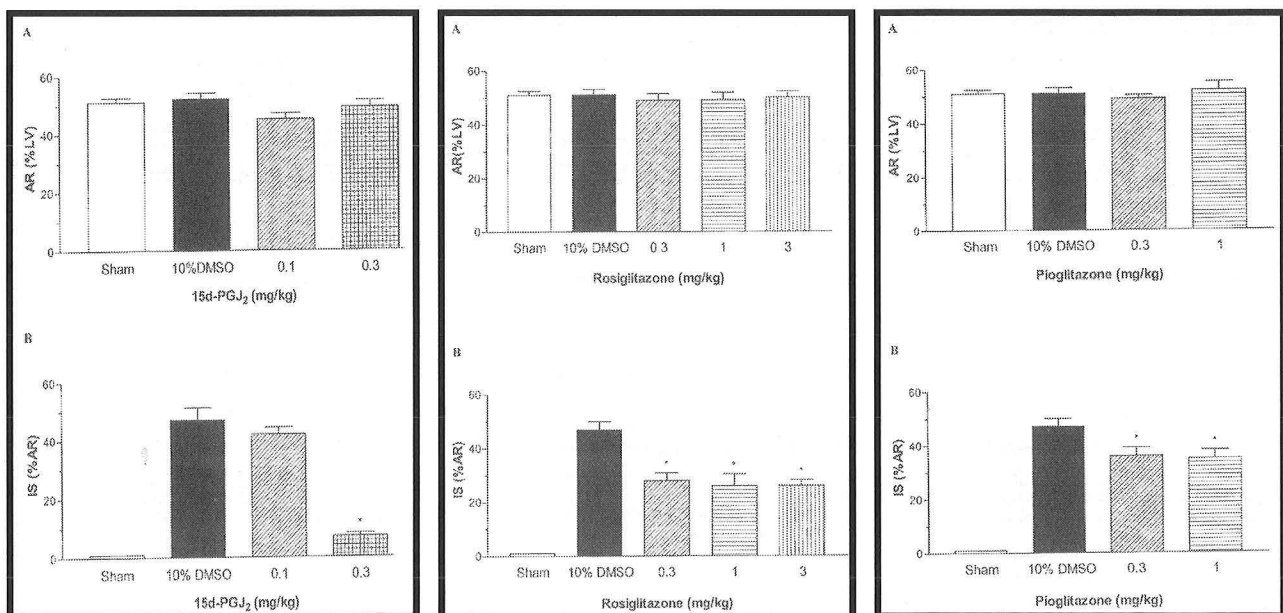 A
60
40
20
0
AR (%LV)
Sham
10%DMSO
0.1
0.3
15d-PGJ₂ (mg/kg)
B
60
40
20
0
IS (%AR)
*
Sham
10% DMSO
0.1
0.3
15d-PGJ₂ (mg/kg)
A
60
40
20
0
AR(%LV)
Sham
10% DMSO
0.3
1
3
Rosiglitazone (mg/kg)
B
60
40
20
0
IS (%AR)
*
*
*
Sham
10% DMSO
0.3
1
3
Rosiglitazone (mg/kg)
A
60
40
20
0
AR (%LV)
Sham
10% DMSO
0.3
1
Pioglitazone (mg/kg)
B
60
40
20
0
IS (%AR)
*
*
Sham
10% DMSO
0.3
1
Pioglitazone (mg/kg)